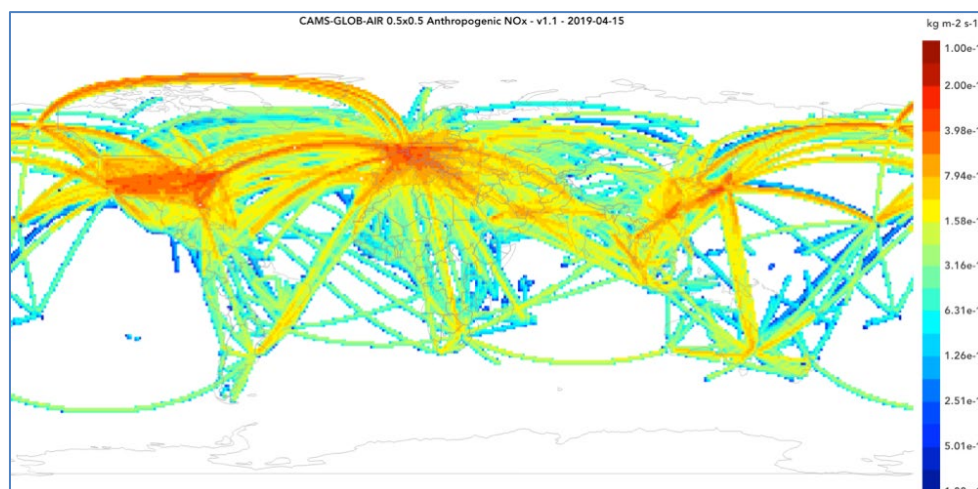 CAMS-GLOB-AIR 0.5x0.5 Anthropogenic NOx - v1.1 - 2019-04-15
kg m-2 s-1
1.00e-1
2.00e-1
3.98e-1
7.94e-1
1.58e-1
3.16e-1
6.31e-1
1.26e-1
2.51e-1
5.01e-1